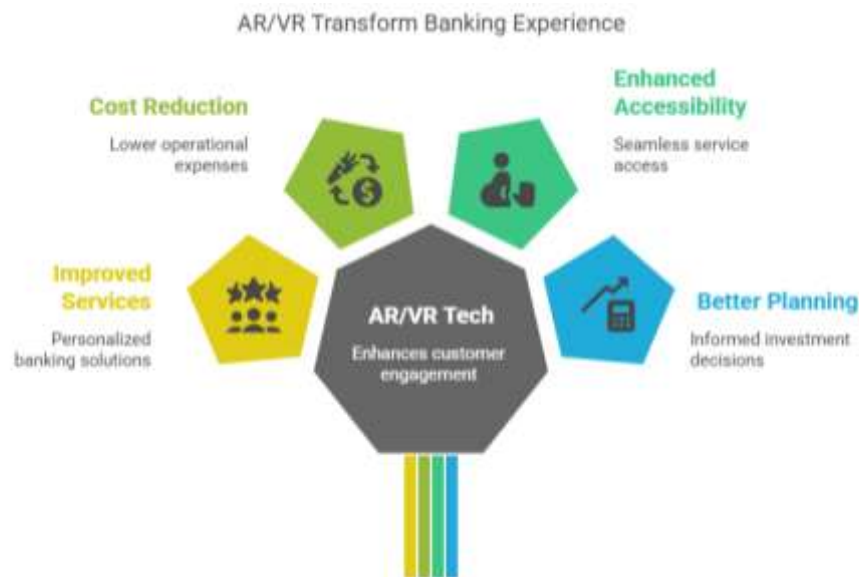 AR/VR Transform Banking Experience
Cost Reduction
Lower operational
expenses
Enhanced
Accessibility
Seamless service
access
Improved
Services
Personalized
banking solutions
AR/VR Tech
Enhances customer
engagement
Better Planning
Informed investment
decisions